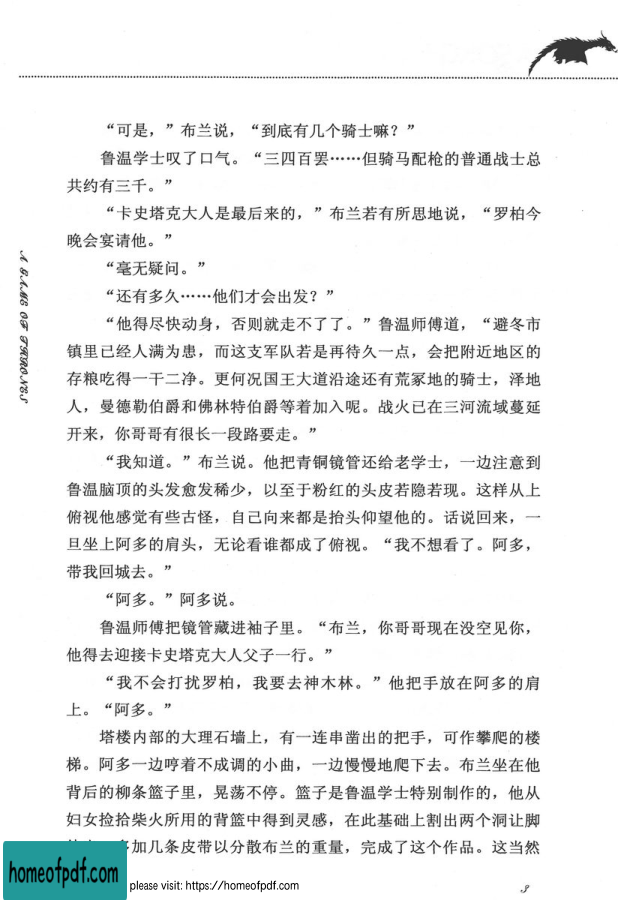 “可是，”布兰说，“到底有几个骑士嘛？”
鲁温学士叹了口气。“三四百罢……但骑马配枪的普通战士总
共约有三千。”
“卡史塔克大人是最后来的，”布兰若有所思地说，“罗柏今
晚会宴请他。”
“毫无疑问。”
“还有多久……他们才会出发？”
“他得尽快动身，否则就走不了了。”鲁温师傅道，“避冬市
镇里已经人满为患，而这支军队若是再待久一点，会把附近地区的
存粮吃得一干二净。更何况国王大道沿途还有荒冢地的骑士，泽地
人，曼德勒伯爵和佛林特伯爵等着加入呢。战火已在三河流域蔓延
开来，你哥哥有很长一段路要走。”
“我知道。”布兰说。他把青铜镜管还给老学士，一边注意到
鲁温脑顶的头发愈发稀少，以至于粉红的头皮若隐若现。这样从上
俯视他感觉有些古怪，自己向来都是抬头仰望他的。话说回来，一
旦坐上阿多的肩头，无论看谁都成了俯视。“我不想看了。阿多，
带我回城去。”
“阿多。”阿多说。
鲁温师傅把镜管藏进袖子里。“布兰，你哥哥现在没空见你，
他得去迎接卡史塔克大人父子一行。”
“我不会打扰罗柏，我要去神木林。”他把手放在阿多的肩
上。“阿多。”
塔楼内部的大理石墙上，有一连串凿出的把手，可作攀爬的楼
梯。阿多一边哼着不成调的小曲，一边慢慢地爬下去。布兰坐在他
背后的柳条篮子里，晃荡不停。篮子是鲁温学士特别制作的，他从
妇女捡拾柴火所用的背篮中得到灵感，在此基础上割出两个洞让脚
加几条皮带以分散布兰的重量，完成了这个作品。这当然
A GAME OF THRONES
homeofpdf.com
please visit: https://homeofpdf.com
3